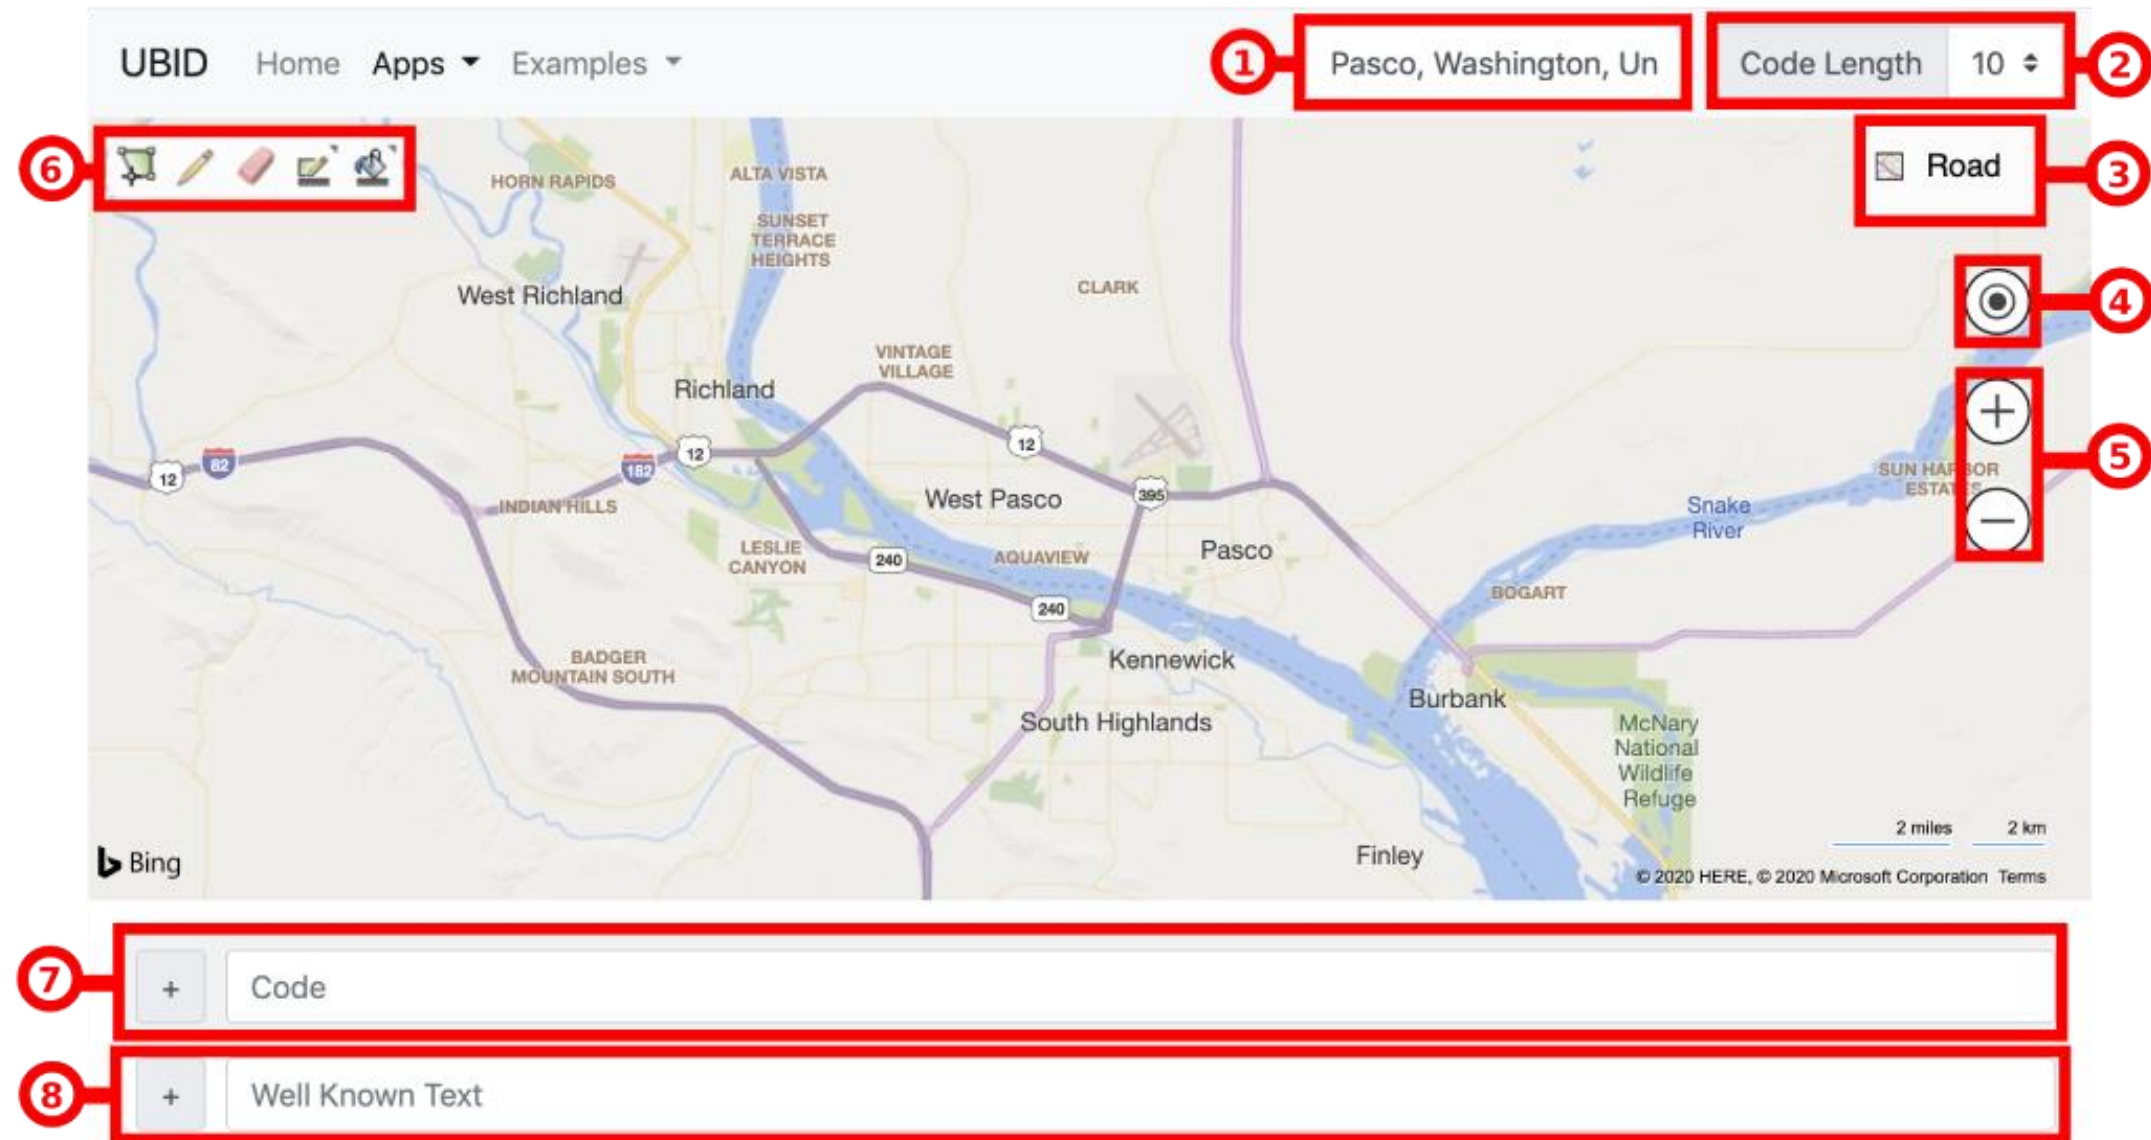 UBID Home Apps Examples
1 Pasco, Washington, Un
Code Length 10 2
6
Road 3
HORN RAPIDS
ALTA VISTA
SUNSET
TERRACE
HEIGHTS
CLARK
West Richland
4
VINTAGE
VILLAGE
Richland
12
82
182
12
12
395
5
SUN HARBOR
ESTATES
INDIAN HILLS
West Pasco
Snake
River
LESLIE
CANYON
240
AQUAVIEW
Pasco
BOGART
240
BADGER
MOUNTAIN SOUTH
Kennewick
Burbank
South Highlands
McNary
National
Wildlife
Refuge
2 miles 2 km
Bing
Finley
© 2020 HERE, © 2020 Microsoft Corporation Terms
7 + Code
8 + Well Known Text